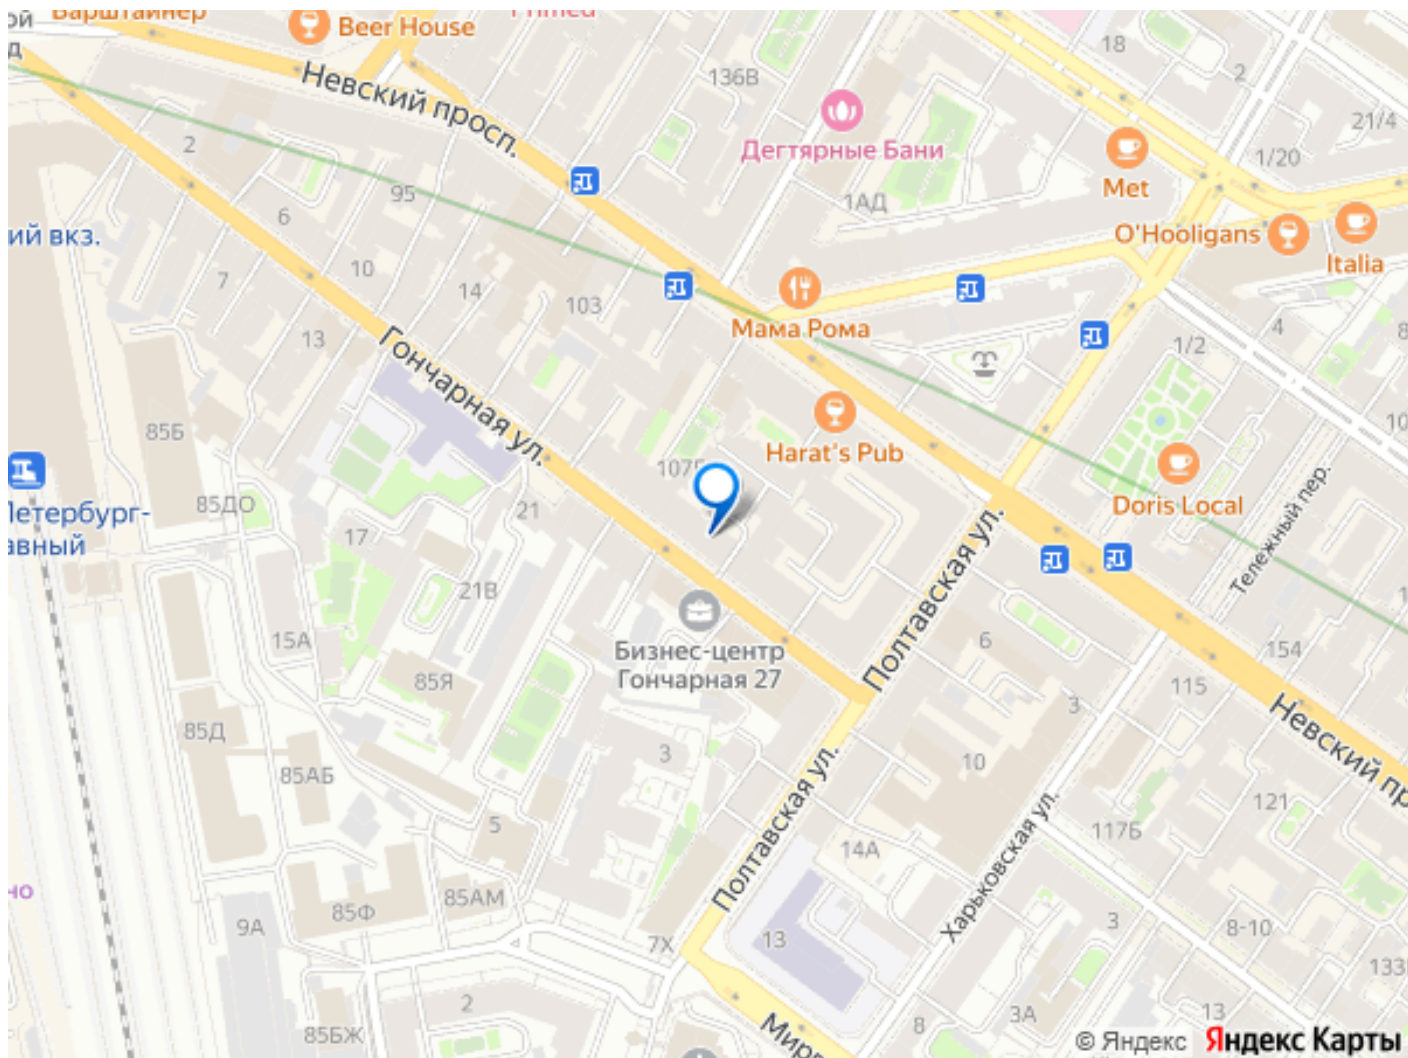 Beer House
Невский просп.
136В
18
2
21/4
1/20
Дегтярные Бани
Met
1АД
O'Hooligans
Italia
2
95
6
ий вкз.
7
10
14
103
Мама Рома
4
1/2
13
Гончарная ул.
85Б
Harat's Pub
Doris Local
Тележный пер.
85ДО
21
17
Петербург-
авный
21В
15А
Полтавская ул.
6
154
115
Бизнес-центр
Гончарная 27
85Я
3
Невский пр
85Д
3
10
85АБ
121
5
117Б
14А
Полтавская ул.
Харьковская ул.
но
85АМ
85Ф
9А
7Х
13
3
8-10
2
3А
13
8
85БЖ
© Яндекс Яндекс Карты